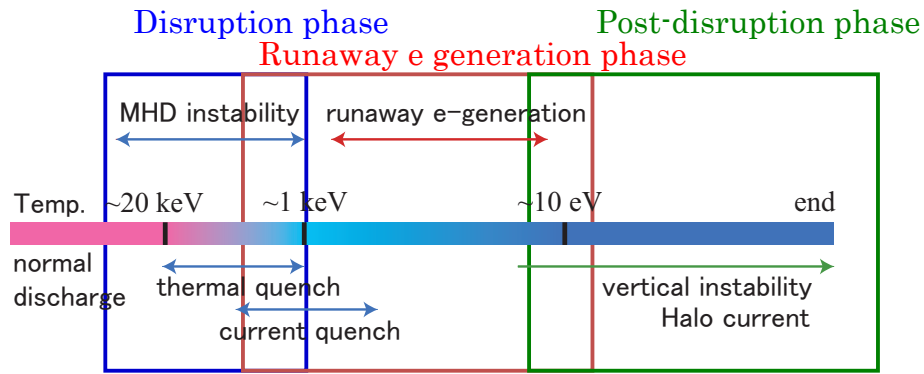 Disruption phase
Post-disruption phase
Runaway e generation phase
MHD instability
runaway e-generation
Temp.
~20 keV
~1 keV
~10 eV
end
normal
discharge
thermal quench
current quench
vertical instability
Halo current